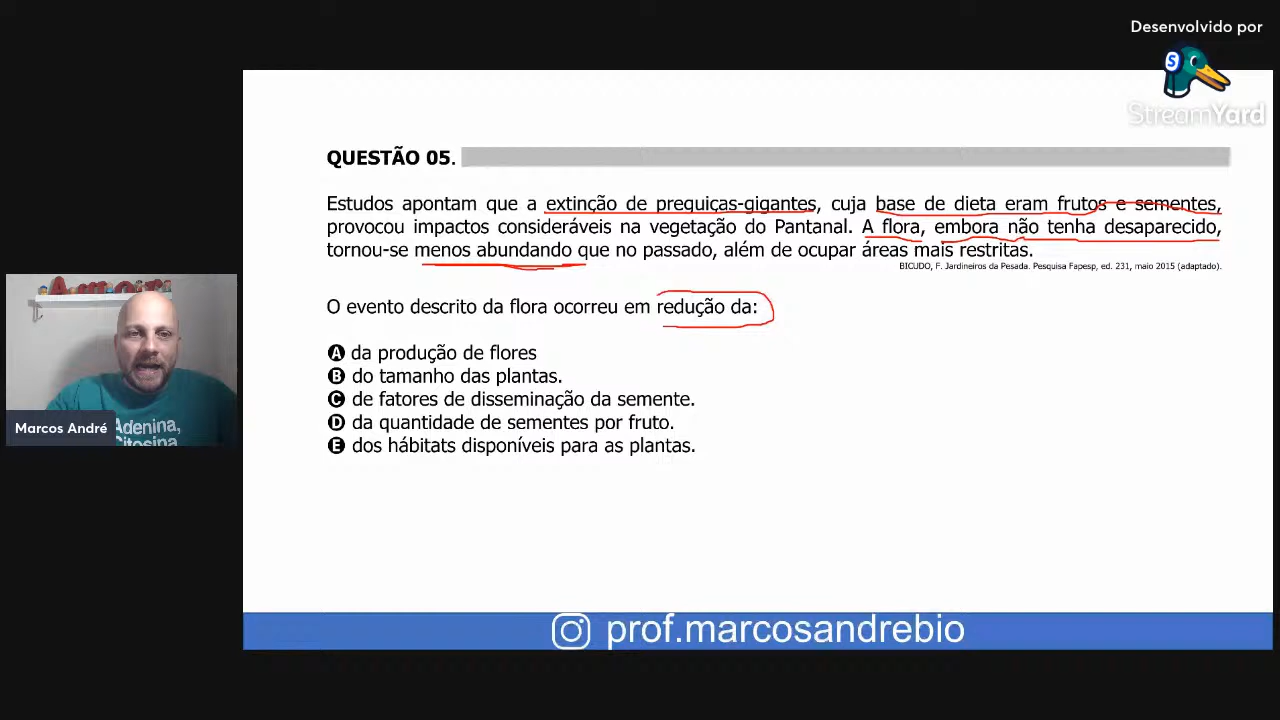 Desenvolvido por
S
StreamYard
QUESTÃO 05.
Estudos apontam que a extinção de prequiças-gigantes, cuja base de dieta eram frutos e sementes,
provocou impactos consideráveis na vegetação do Pantanal. A flora, embora não tenha desaparecido,
tornou-se menos abundando que no passado, além de ocupar áreas mais restritas.
BICUDO, F. Jardineiros da Pesada. Pesquisa Fapesp, ed. 231, maio 2015 (adaptado).
O evento descrito da flora ocorreu em redução da:
A da produção de flores
B do tamanho das plantas.
C de fatores de disseminação da semente.
D da quantidade de sementes por fruto.
E dos hábitats disponíveis para as plantas.
Marcos André
Adenina,
Citosina
prof.marcosandrebio